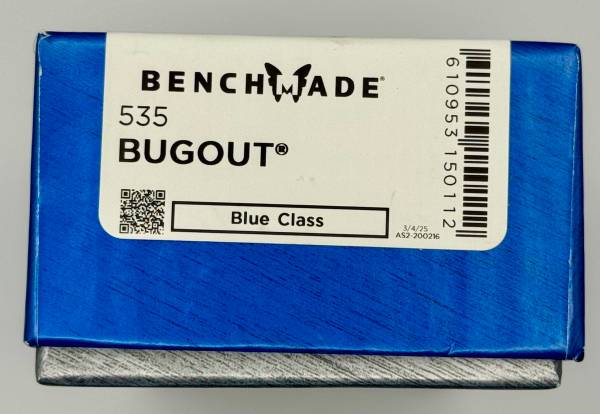 BENCHMADE®
535
BUGOUT®
Blue Class
3/4/25
AS2-200216
610953 150112